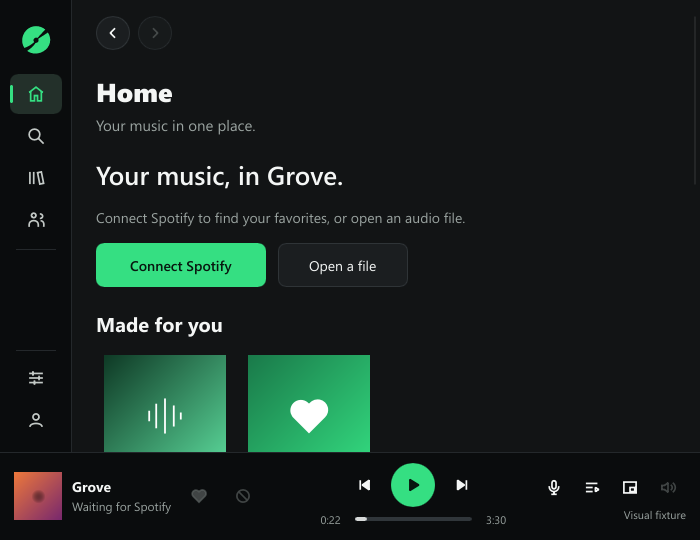 Home
Your music in one place.
Your music, in Grove.
Connect Spotify to find your favorites, or open an audio file.
Connect Spotify
Open a file
Made for you
Grove
Waiting for Spotify
0:22
3:30
Visual fixture